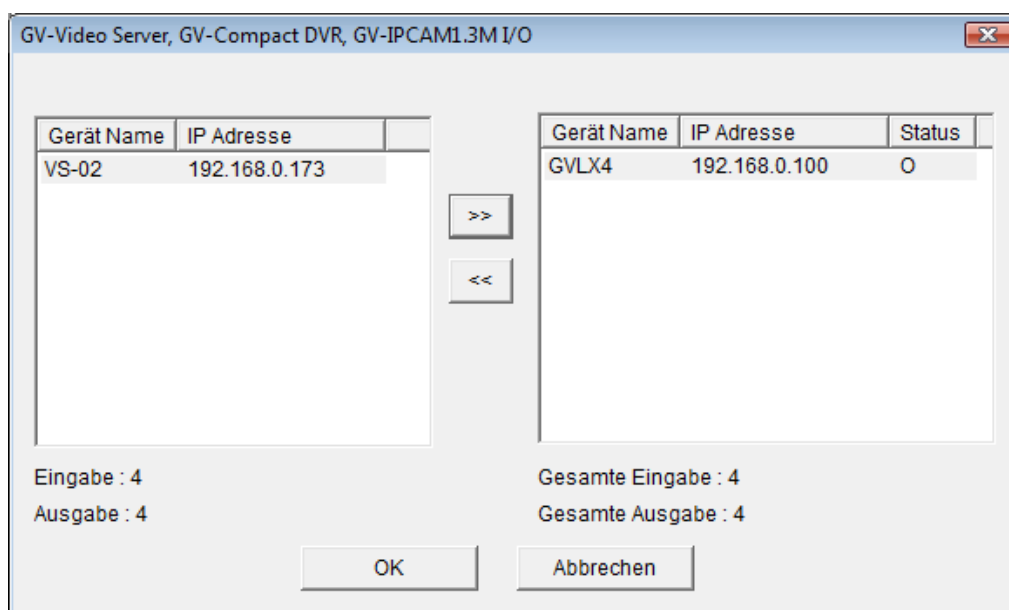 GV-Video Server, GV-Compact DVR, GV-IPCAM1.3M I/O
Gerät Name IP Adresse
VS-02 192.168.0.173
>>
<<
Gerät Name IP Adresse Status
GVLX4 192.168.0.100 O
Eingabe : 4
Ausgabe : 4
Gesamte Eingabe : 4
Gesamte Ausgabe : 4
OK
Abbrechen